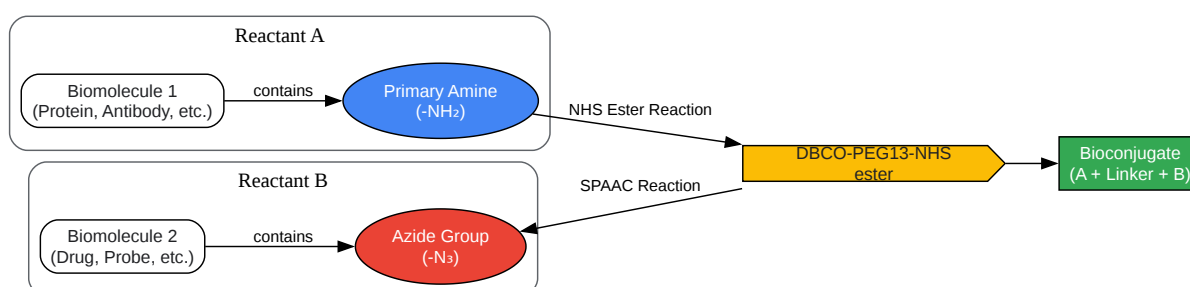 Reactant A
Biomolecule 1
(Protein, Antibody, etc.)
contains
Primary Amine
(-NH₂)
NHS Ester Reaction
DBCO-PEG13-NHS
ester
Bioconjugate
(A + Linker + B)
Reactant B
SPAAC Reaction
Biomolecule 2
(Drug, Probe, etc.)
contains
Azide Group
(-N₃)